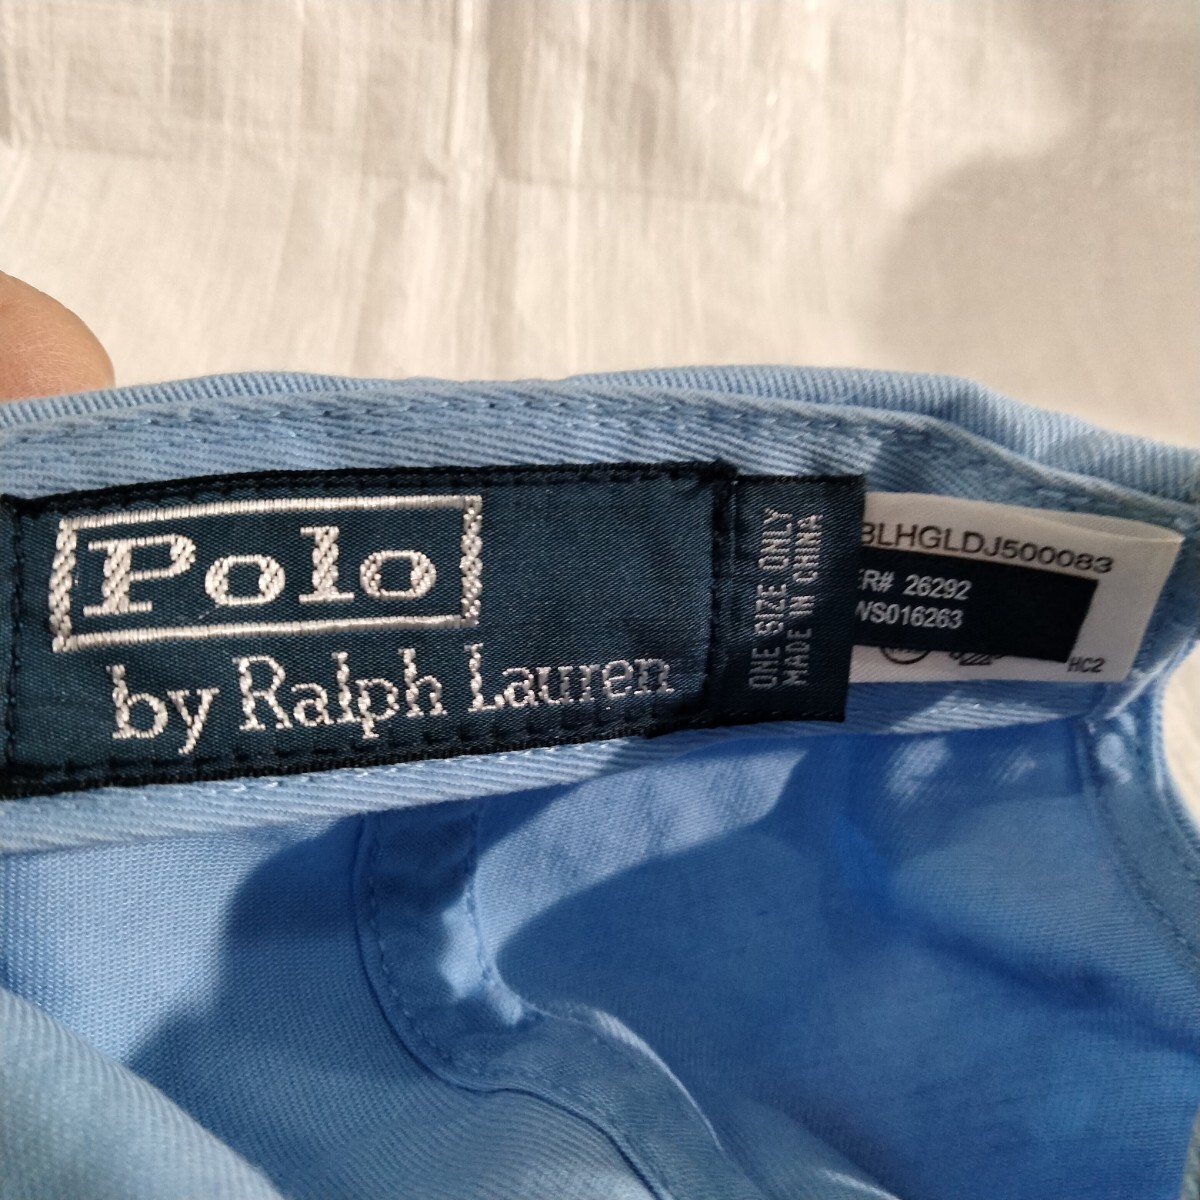 Polo
by Ralph Lauren
ONE SIZE ONLY
MADE IN CHINA
BLHGLDJ500083
ER# 26292
WS016263
HC2